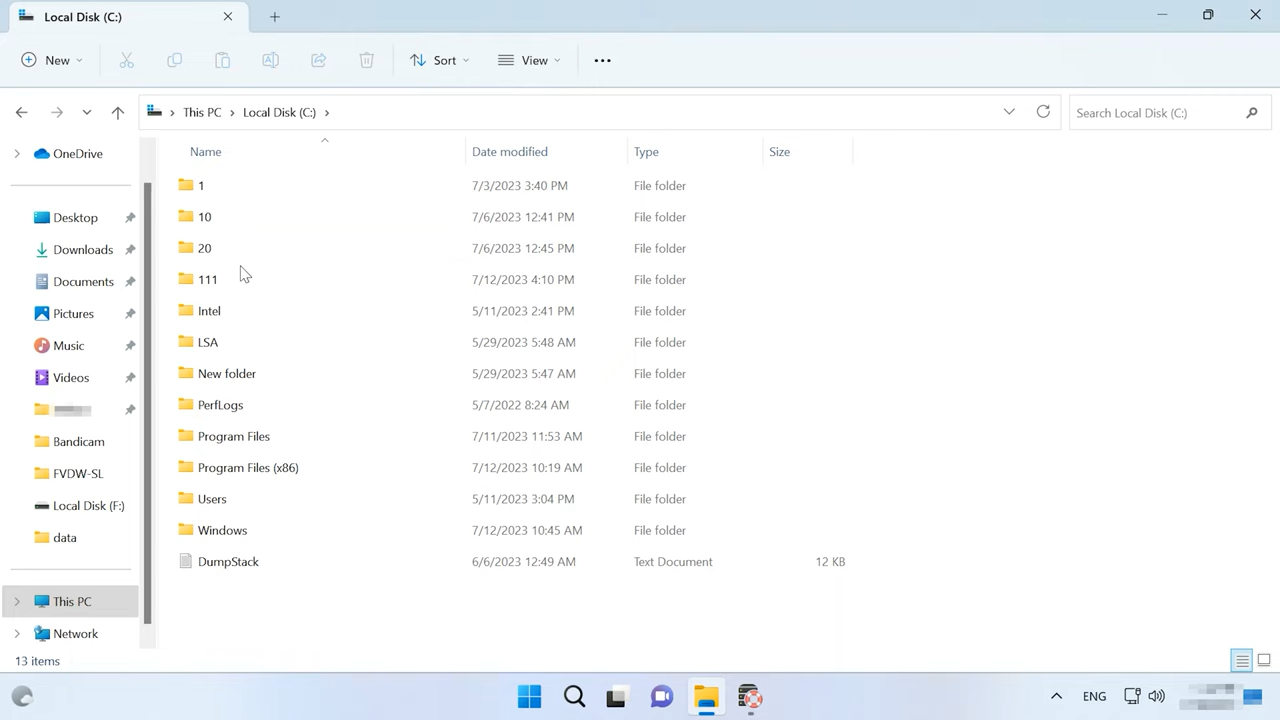 Local Disk (C:)
New
Sort
View
This PC
Local Disk (C:)
Search Local Disk (C:)
OneDrive
Desktop
Downloads
Documents
Pictures
Music
Videos
Bandicam
FVDW-SL
Local Disk (F:)
data
This PC
Network
Name Date modified Type Size
1 7/3/2023 3:40 PM File folder
10 7/6/2023 12:41 PM File folder
20 7/6/2023 12:45 PM File folder
111 7/12/2023 4:10 PM File folder
Intel 5/11/2023 2:41 PM File folder
LSA 5/29/2023 5:48 AM File folder
New folder 5/29/2023 5:47 AM File folder
PerfLogs 5/7/2022 8:24 AM File folder
Program Files 7/11/2023 11:53 AM File folder
Program Files (x86) 7/12/2023 10:19 AM File folder
Users 5/11/2023 3:04 PM File folder
Windows 7/12/2023 10:45 AM File folder
DumpStack 6/6/2023 12:49 AM Text Document 12 KB
13 items
ENG